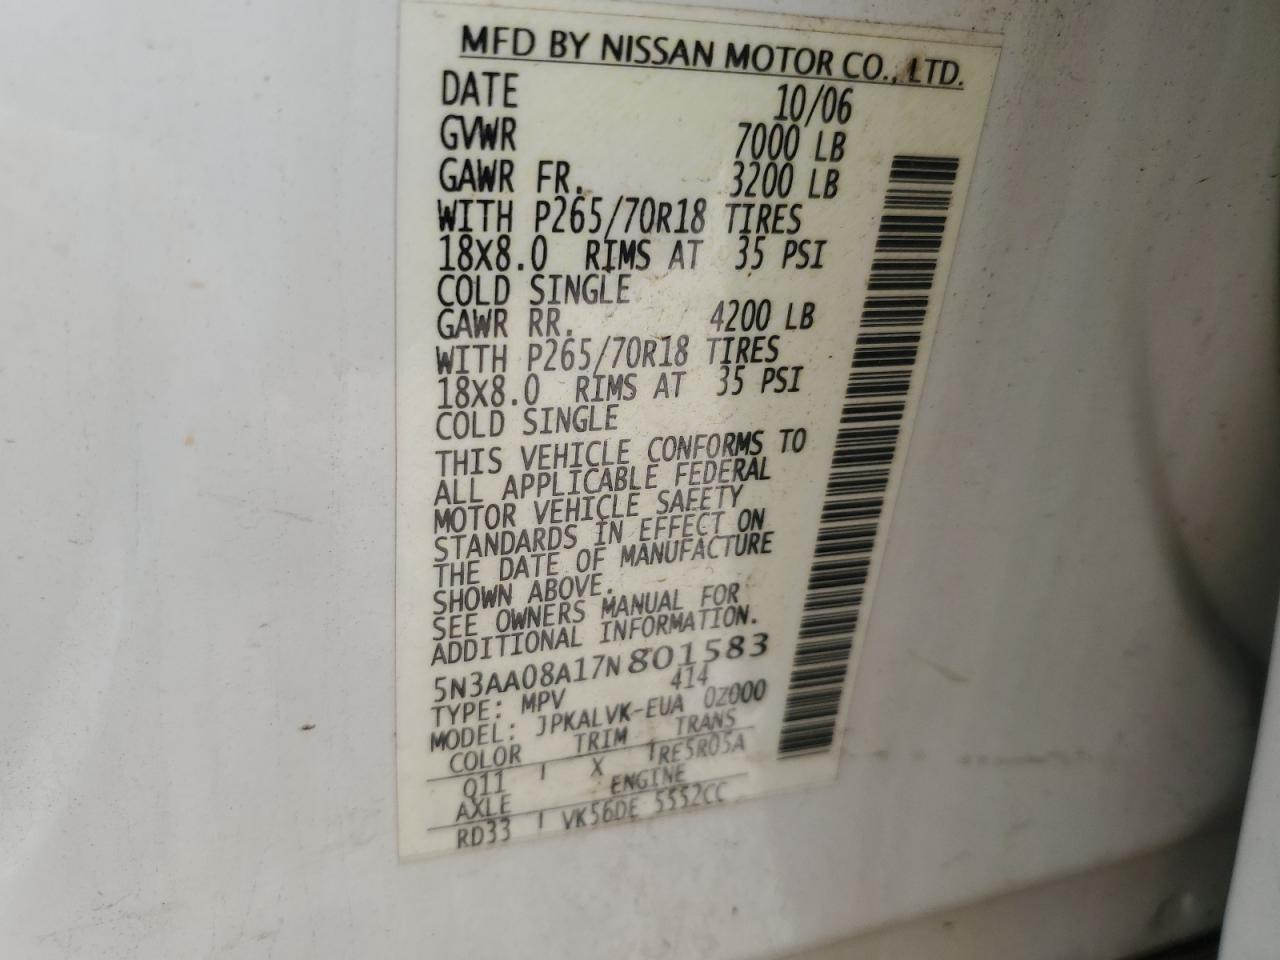 MFD BY NISSAN MOTOR CO., LTD.
DATE 10/06
GVWR 7000 LB
GAWR FR. 3200 LB
WITH P265/70R18 TIRES
18X8.0 RIMS AT 35 PSI
COLD SINGLE
GAWR RR. 4200 LB
WITH P265/70R18 TIRES
18X8.0 RIMS AT 35 PSI
COLD SINGLE
THIS VEHICLE CONFORMS TO
ALL APPLICABLE FEDERAL
MOTOR VEHICLE SAFETY
STANDARDS IN EFFECT ON
THE DATE OF MANUFACTURE
SHOWN ABOVE.
SEE OWNERS MANUAL FOR
ADDITIONAL INFORMATION.
5N3AA08A17N801583
TYPE: MPV 414
MODEL: JPKALVK-EUA 0Z000
COLOR TRIM TRANS
Q11 X RE5R05A
AXLE ENGINE
RD33 VK56DE 5552CC